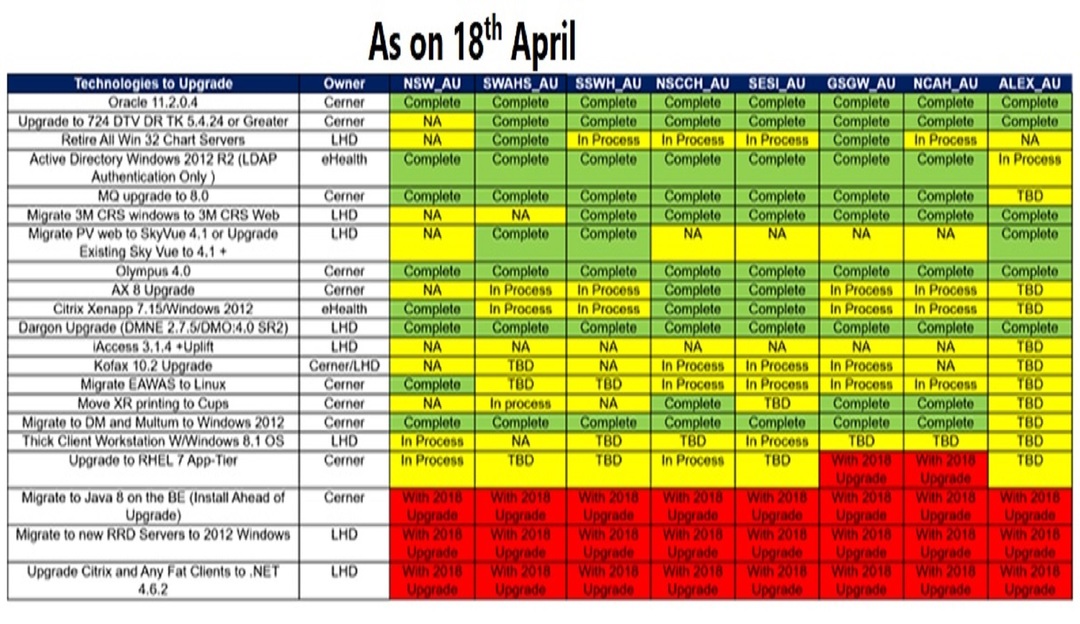 As on 18th April
Technologies to Upgrade Owner NSW_AU SWAHS_AU SSWH_AU NSCCH_AU SESI_AU GSGW_AU NCAH_AU ALEX_AU
Oracle 11.2.0.4 Cerner Complete Complete Complete Complete Complete Complete Complete Complete
Upgrade to 724 DTV DR TK 5.4.24 or Greater Cerner NA Complete Complete Complete Complete Complete Complete Complete
Retire All Win 32 Chart Servers LHD NA Complete In Process In Process In Process Complete In Process NA
Active Directory Windows 2012 R2 (LDAP eHealth Complete Complete Complete Complete Complete Complete Complete In Process
Authentication Only )
MQ upgrade to 8.0 Cerner Complete Complete Complete Complete Complete Complete Complete TBD
Migrate 3M CRS windows to 3M CRS Web LHD NA NA Complete Complete Complete Complete Complete Complete
Migrate PV web to SkyVue 4.1 or Upgrade LHD NA Complete Complete NA NA NA NA Complete
Existing Sky Vue to 4.1 +
Olympus 4.0 Cerner Complete Complete Complete Complete Complete Complete Complete Complete
AX 8 Upgrade Cerner NA In Process In Process Complete Complete In Process In Process TBD
Citrix Xenapp 7.15/Windows 2012 eHealth Complete In Process In Process Complete Complete In Process In Process TBD
Dargon Upgrade (DMNE 2.7.5/DMO:4.0 SR2) LHD Complete Complete Complete Complete Complete Complete Complete Complete
iAccess 3.1.4 +Uplift LHD NA NA NA NA NA NA NA TBD
Kofax 10.2 Upgrade Cerner/LHD NA TBD NA In Process In Process In Process NA TBD
Migrate EAWAS to Linux Cerner Complete TBD TBD In Process In Process In Process In Process TBD
Move XR printing to Cups Cerner NA In process NA Complete TBD Complete Complete TBD
Migrate to DM and Multum to Windows 2012 Cerner Complete Complete Complete Complete Complete Complete Complete TBD
Thick Client Workstation W/Windows 8.1 OS LHD In Process NA TBD TBD In Process TBD TBD TBD
Upgrade to RHEL 7 App-Tier Cerner In Process TBD TBD In Process TBD With 2018 With 2018 TBD
Upgrade Upgrade
Migrate to Java 8 on the BE (Install Ahead of Cerner With 2018 With 2018 With 2018 With 2018 With 2018 With 2018 With 2018 With 2018
Upgrade) Upgrade Upgrade Upgrade Upgrade Upgrade Upgrade Upgrade Upgrade
Migrate to new RRD Servers to 2012 Windows LHD With 2018 With 2018 With 2018 With 2018 With 2018 With 2018 With 2018 With 2018
Upgrade Upgrade Upgrade Upgrade Upgrade Upgrade Upgrade Upgrade
Upgrade Citrix and Any Fat Clients to .NET LHD With 2018 With 2018 With 2018 With 2018 With 2018 With 2018 With 2018 With 2018
4.6.2 Upgrade Upgrade Upgrade Upgrade Upgrade Upgrade Upgrade Upgrade